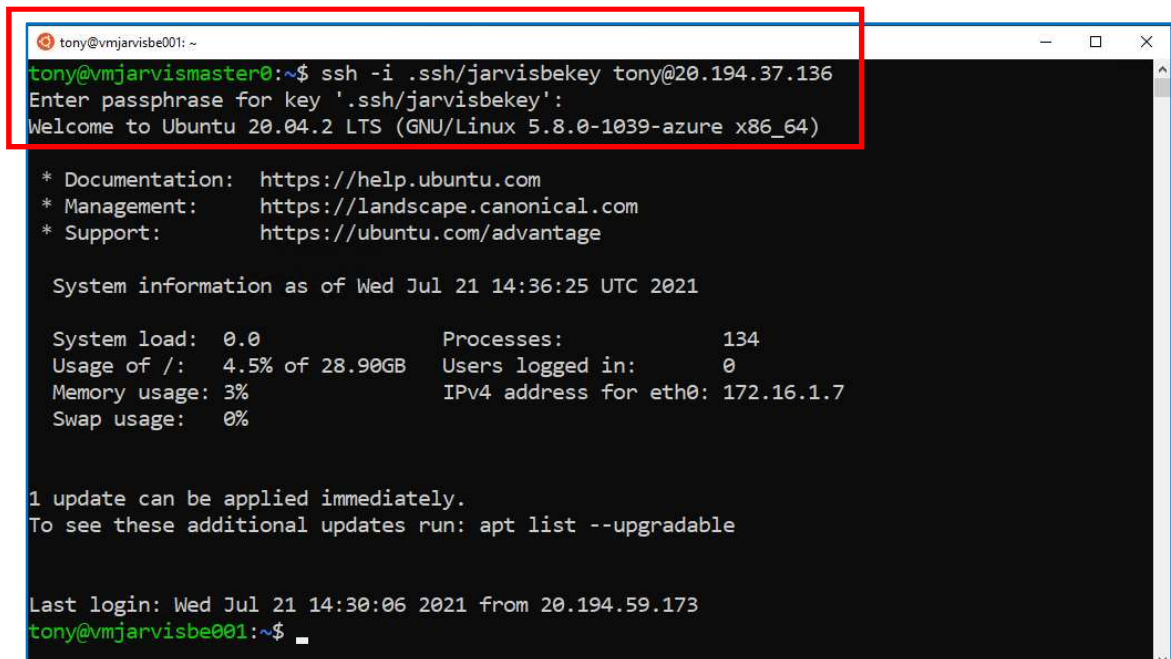 tony@vmjarvisbe001: ~
tony@vmjarvismaster0:~$ ssh -i .ssh/jarvisbekey tony@20.194.37.136
Enter passphrase for key '.ssh/jarvisbekey':
Welcome to Ubuntu 20.04.2 LTS (GNU/Linux 5.8.0-1039-azure x86_64)
* Documentation:  https://help.ubuntu.com
* Management:     https://landscape.canonical.com
* Support:        https://ubuntu.com/advantage
System information as of Wed Jul 21 14:36:25 UTC 2021
System load:  0.0               Processes:             134
Usage of /:   4.5% of 28.90GB   Users logged in:       0
Memory usage: 3%                IPv4 address for eth0: 172.16.1.7
Swap usage:   0%
1 update can be applied immediately.
To see these additional updates run: apt list --upgradable
Last login: Wed Jul 21 14:30:06 2021 from 20.194.59.173
tony@vmjarvisbe001:~$